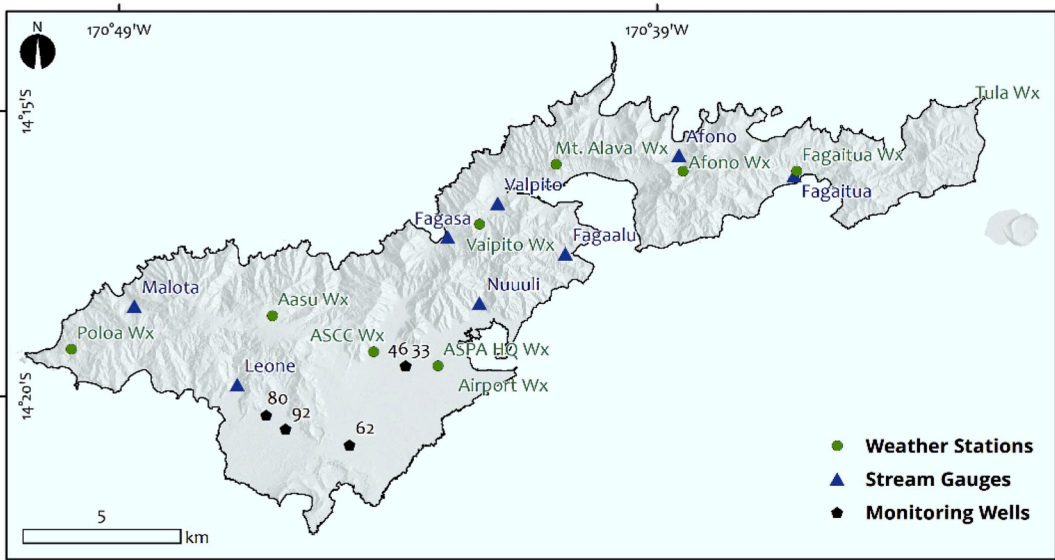 N
170°49'W
170°39'W
14°15'S
Tula Wx
Mt. Alava Wx
Afono
Afono Wx
Fagaitua Wx
Fagaitua
Valpito
Fagasa
Vaipito Wx
Fagaalu
Malota
Nuuuli
Aasu Wx
Poloa Wx
ASCC Wx
46 33
ASPA HQ Wx
Airport Wx
Leone
14°20'S
80
92
62
Weather Stations
Stream Gauges
Monitoring Wells
5
km